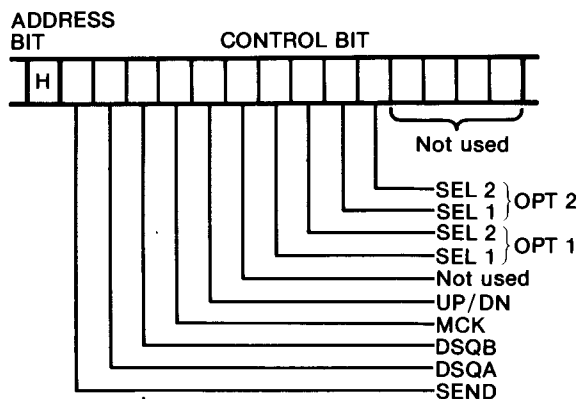 ADDRESS
BIT CONTROL BIT
H
Not used
SEL 2
SEL 1 OPT 2
SEL 2
SEL 1 OPT 1
Not used
UP/DN
MCK
DSQB
DSQA
SEND